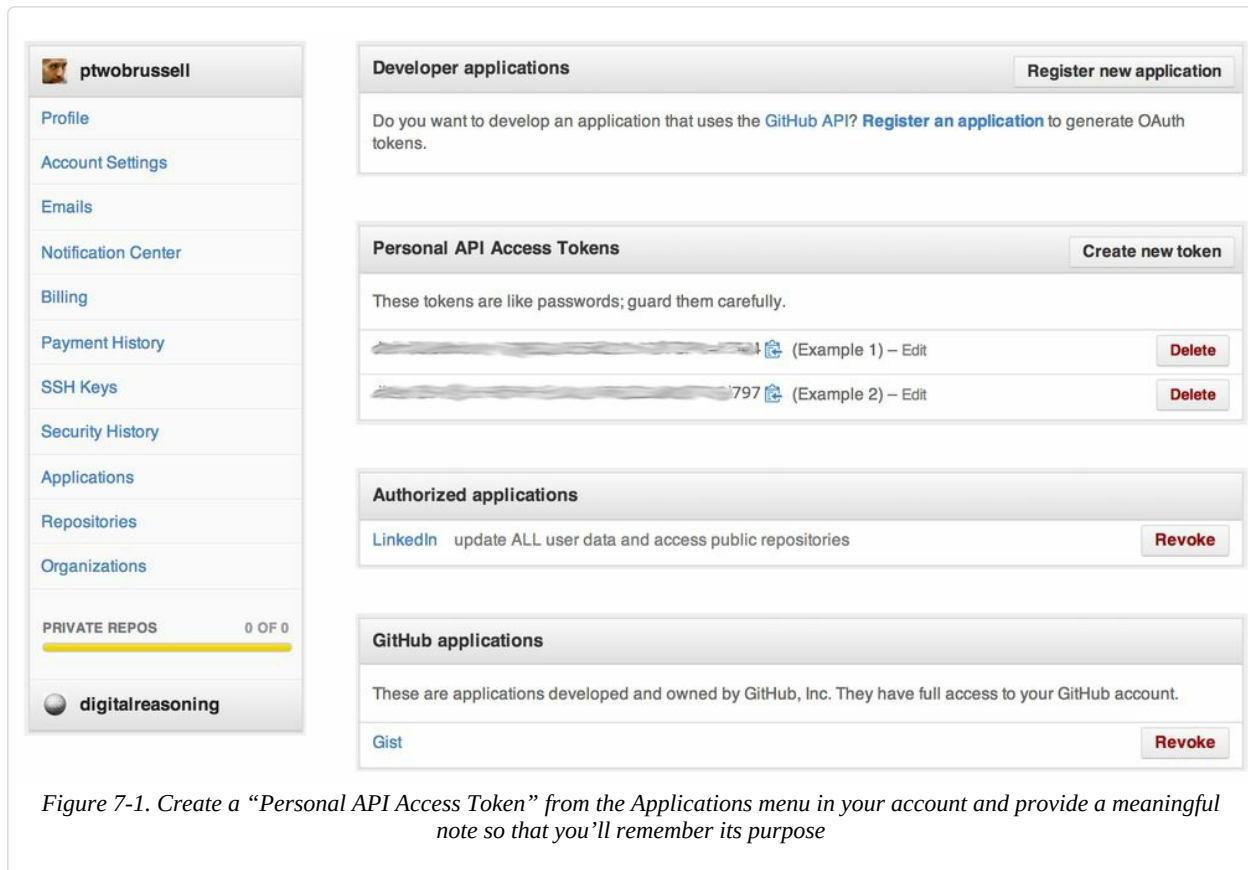 ptwobrussell
Profile
Account Settings
Emails
Notification Center
Billing
Payment History
SSH Keys
Security History
Applications
Repositories
Organizations
PRIVATE REPOS 0 OF 0
digitalreasoning
Developer applications
Register new application
Do you want to develop an application that uses the GitHub API? Register an application to generate OAuth
tokens.
Personal API Access Tokens
Create new token
These tokens are like passwords; guard them carefully.
(Example 1) – Edit
Delete
797 (Example 2) – Edit
Delete
Authorized applications
LinkedIn update ALL user data and access public repositories
Revoke
GitHub applications
These are applications developed and owned by GitHub, Inc. They have full access to your GitHub account.
Gist
Revoke
Figure 7-1. Create a “Personal API Access Token” from the Applications menu in your account and provide a meaningful
note so that you’ll remember its purpose